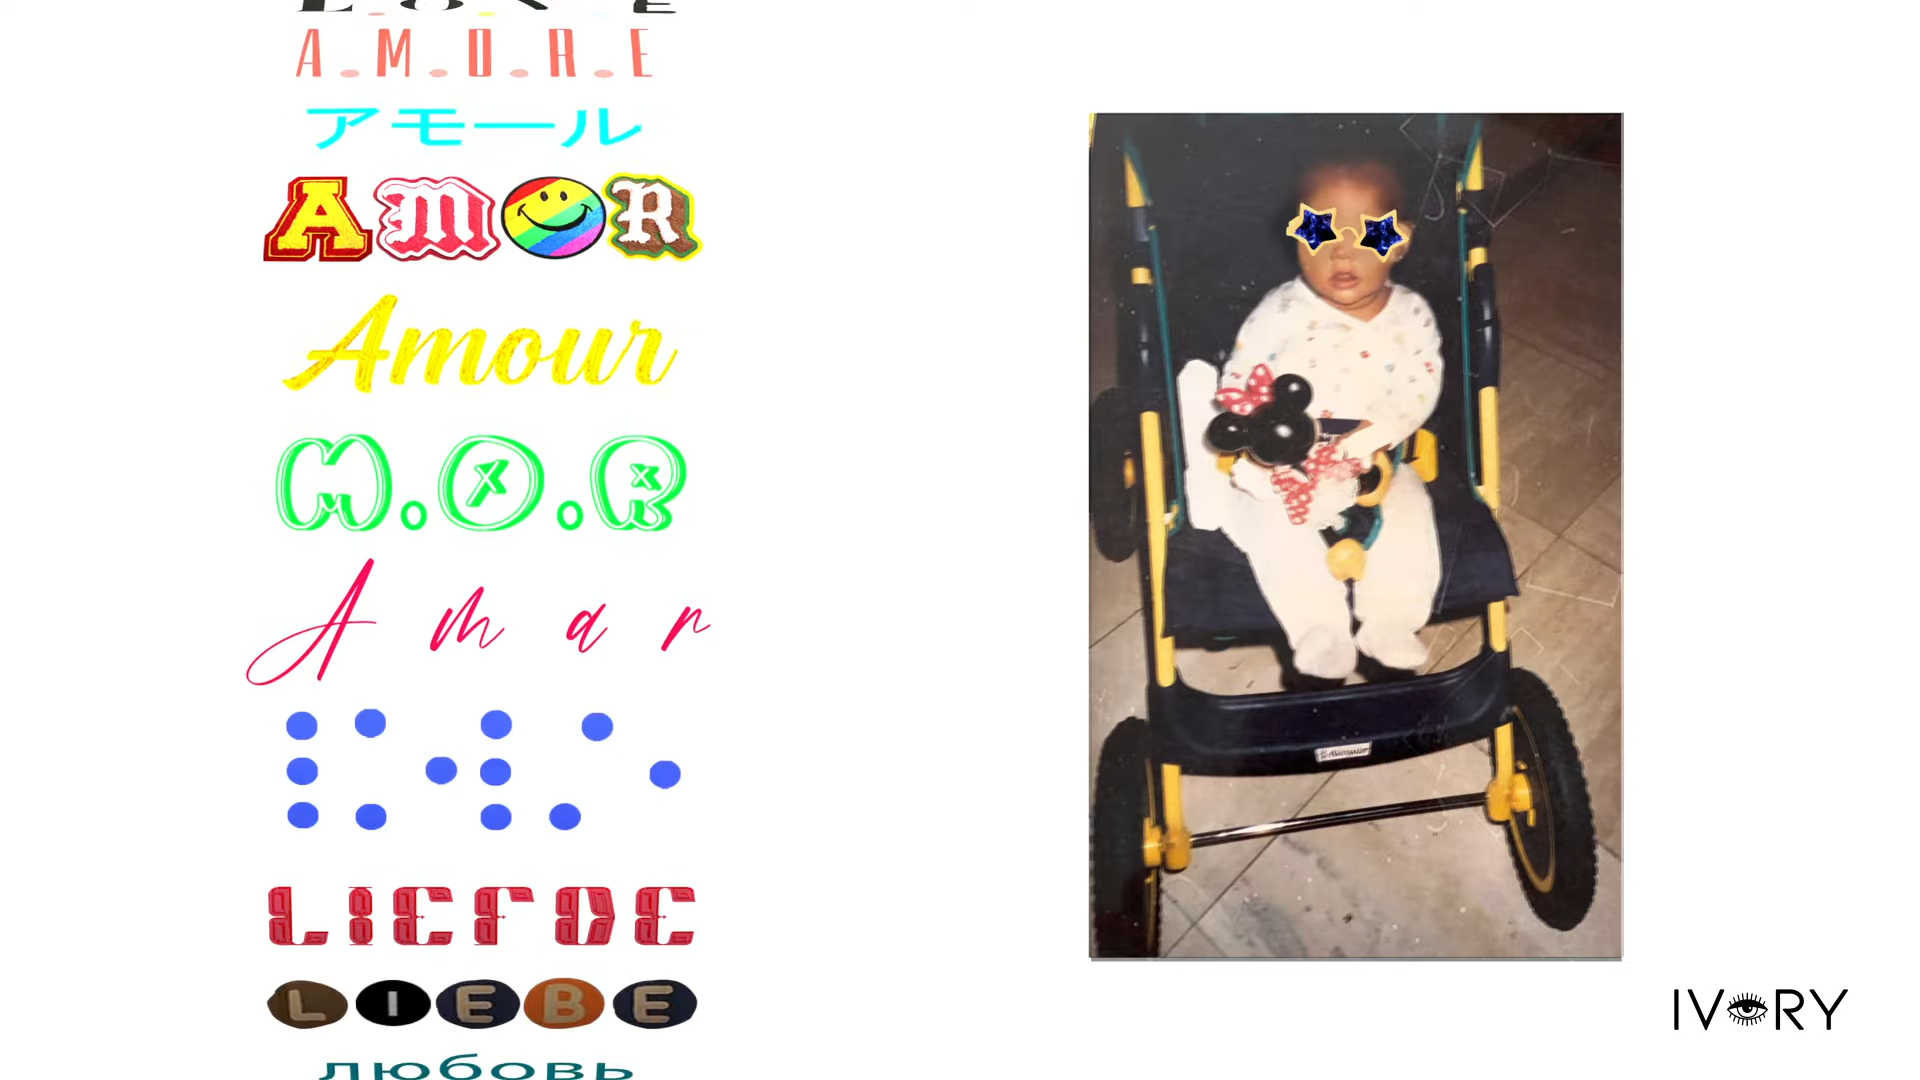 L.O.V.E
A.M.O.R.E
アモール
AMOR
Amour
M.O.R
Amar
⠇⠕⠧⠑
LIEFDE
LIEBE
любовь
IVORY